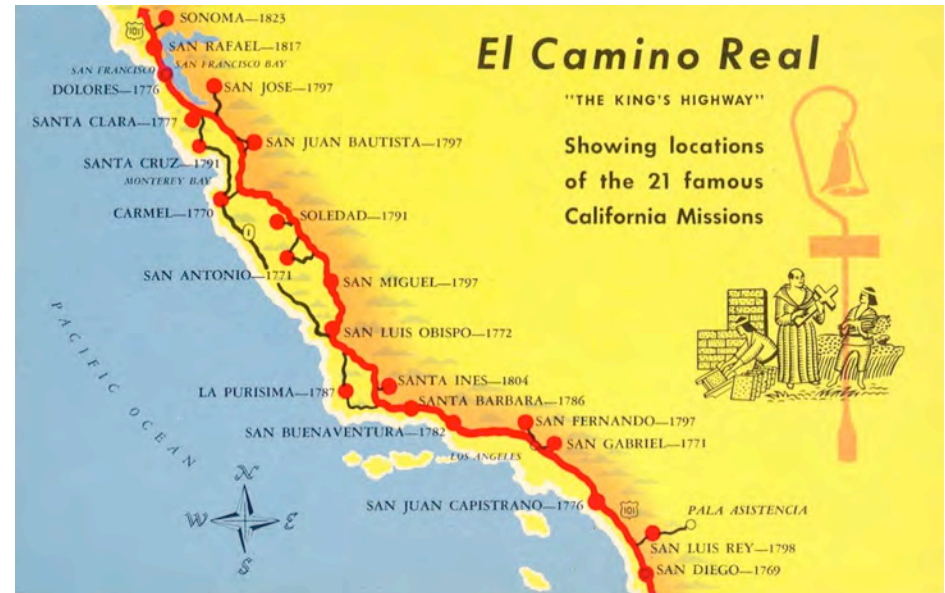 El Camino Real
"THE KING'S HIGHWAY"
Showing locations
of the 21 famous
California Missions
SONOMA—1823
101
SAN RAFAEL—1817
SAN FRANCISCO
SAN FRANCISCO BAY
DOLORES—1776
SAN JOSE—1797
SANTA CLARA—1777
SAN JUAN BAUTISTA—1797
SANTA CRUZ—1791
MONTEREY BAY
CARMEL—1770
SOLEDAD—1791
1
SAN ANTONIO—1771
SAN MIGUEL—1797
SAN LUIS OBISPO—1772
PACIFIC OCEAN
LA PURISIMA—1787
SANTA INES—1804
SANTA BARBARA—1786
SAN BUENAVENTURA—1782
SAN FERNANDO—1797
SAN GABRIEL—1771
LOS ANGELES
SAN JUAN CAPISTRANO—1776
101
PALA ASISTENCIA
SAN LUIS REY—1798
SAN DIEGO—1769
N
W
E
S